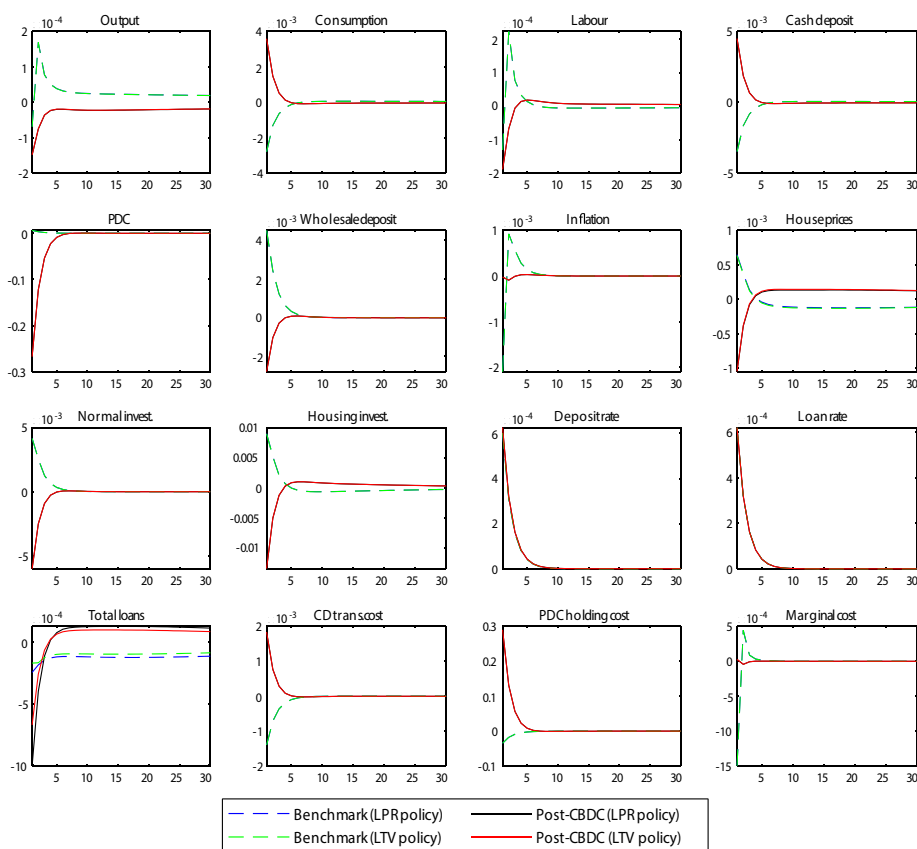 Output Consumption Labour Cash deposit
2 ×10⁻⁴ 4 ×10⁻³ 2 ×10⁻⁴ 5 ×10⁻³
1 2 1
0 0 0 0
-1 -2 -1
-2 -4 -2 -5
5 10 15 20 25 30 5 10 15 20 25 30 5 10 15 20 25 30 5 10 15 20 25 30
PDC Wholesale deposit Inflation House prices
0 4 ×10⁻³ 1 ×10⁻³ 1 ×10⁻³
-0.1 2 0 0.5
-0.2 0 -1 0
-0.3 -2 -2 -0.5
-1
5 10 15 20 25 30 5 10 15 20 25 30 5 10 15 20 25 30 5 10 15 20 25 30
Normal invest. Housing invest. Deposit rate Loan rate
5 ×10⁻³ 0.01 6 ×10⁻⁴ 6 ×10⁻⁴
0.005 4 4
0 0 2 2
-0.005
-5 -0.01 0 0
5 10 15 20 25 30 5 10 15 20 25 30 5 10 15 20 25 30 5 10 15 20 25 30
Total loans CD trans.cost PDC holding cost Marginal cost
×10⁻⁴ 2 ×10⁻³ 0.3 5 ×10⁻⁴
0 1 0.2 0
-5 0 0.1 -5
-1 0 -10
-10 -2 -0.1 -15
5 10 15 20 25 30 5 10 15 20 25 30 5 10 15 20 25 30 5 10 15 20 25 30
Benchmark (LPR policy) Post-CBDC (LPR policy)
Benchmark (LTV policy) Post-CBDC (LTV policy)